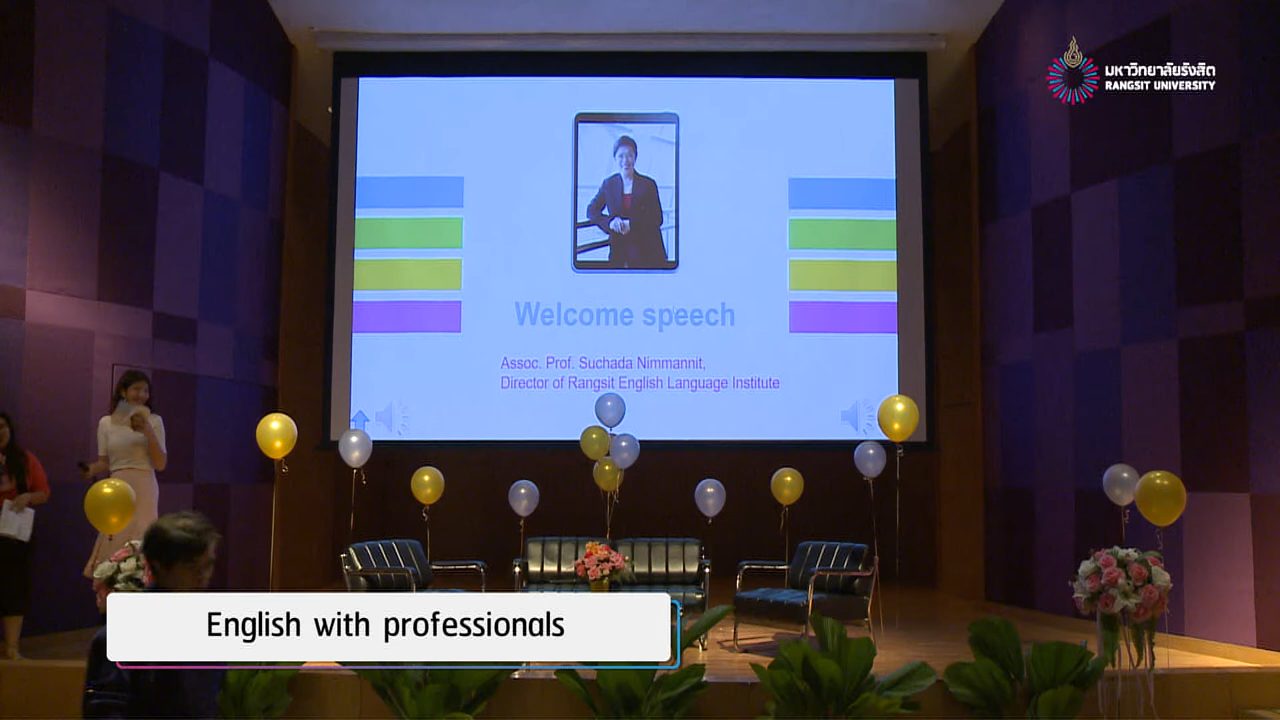 มหาวิทยาลัยรังสิต
RANGSIT UNIVERSITY
Welcome speech
Assoc. Prof. Suchada Nimmannit,
Director of Rangsit English Language Institute
English with professionals